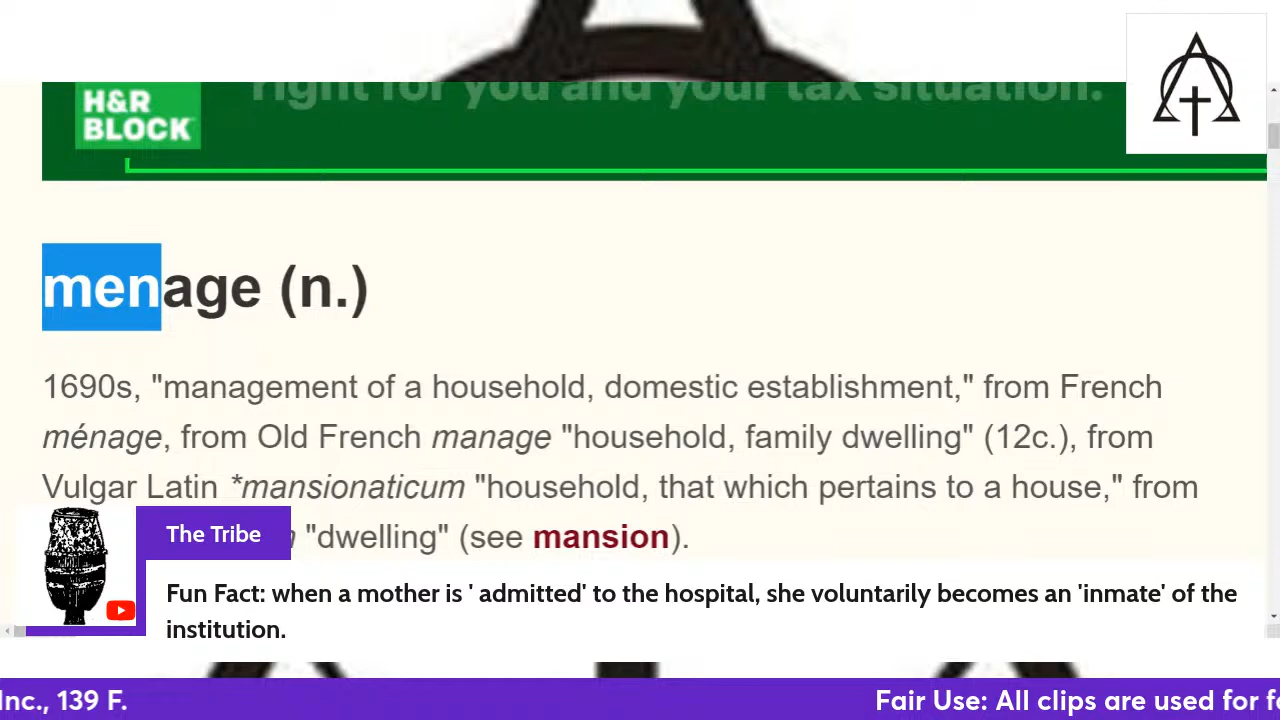 right for you and your tax situation.
H&R
BLOCK
menage (n.)
1690s, "management of a household, domestic establishment," from French
ménage, from Old French manage "household, family dwelling" (12c.), from
Vulgar Latin *mansionaticum "household, that which pertains to a house," from
"dwelling" (see mansion).
The Tribe
Fun Fact: when a mother is ' admitted' to the hospital, she voluntarily becomes an 'inmate' of the
institution.
Inc., 139 F.
Fair Use: All clips are used for